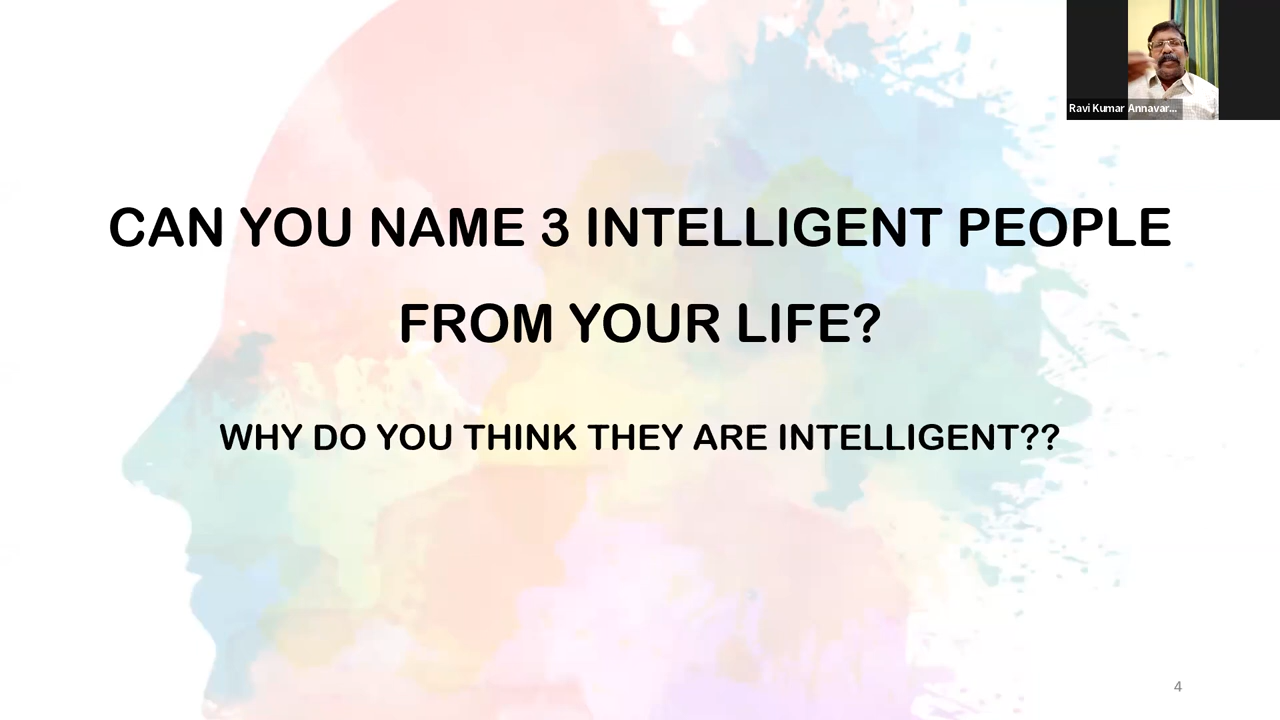 Ravi Kumar Annavar...
CAN YOU NAME 3 INTELLIGENT PEOPLE
FROM YOUR LIFE?
WHY DO YOU THINK THEY ARE INTELLIGENT??
4